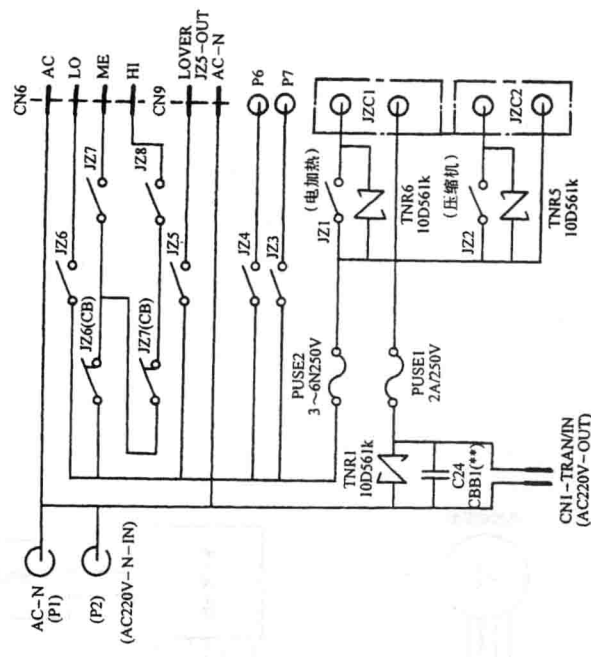 CN6
AC
LO
ME
HI
CN9
LOVER
JZ5-OUT
AC-N
P6
P7
JZC1
JZC2
JZ7
JZ8
JZ6
JZ5
JZ4
JZ3
(电加热)
JZ1
TNR6
10D561k
(压缩机)
JZ2
TNR5
10D561k
JZ6(CB)
JZ7(CB)
PUSE2
3～6N250V
PUSE1
2A/250V
TNR1
10D561k
C24
CBB1(**)
CN1-TRAN/IN
(AC220V-OUT)
AC-N
(P1)
(P2)
(AC220V-N-IN)